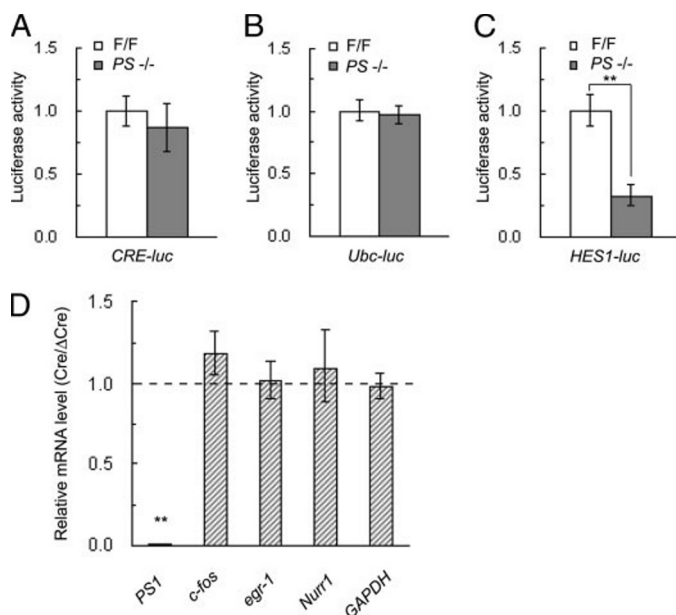 A
F/F
PS -/-
Luciferase activity
1.5
1.0
0.5
0.0
CRE-luc
B
F/F
PS -/-
Luciferase activity
1.5
1.0
0.5
0.0
Ubc-luc
C
F/F
PS -/-
**
Luciferase activity
1.5
1.0
0.5
0.0
HES1-luc
D
Relative mRNA level (Cre/ΔCre)
1.5
1.0
0.5
0.0
**
PS1
c-fos
egr-1
Nurr1
GAPDH